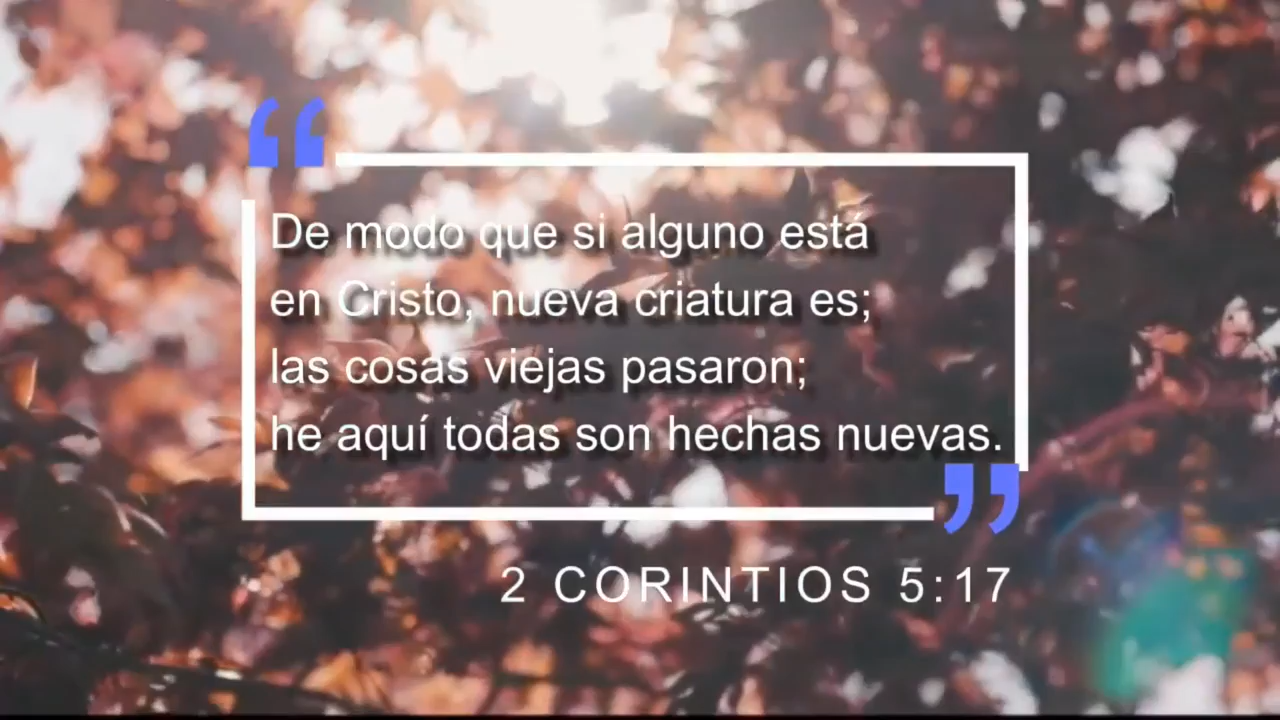 “
De modo que si alguno está
en Cristo, nueva criatura es;
las cosas viejas pasaron;
he aquí todas son hechas nuevas.
”
2 CORINTIOS 5:17